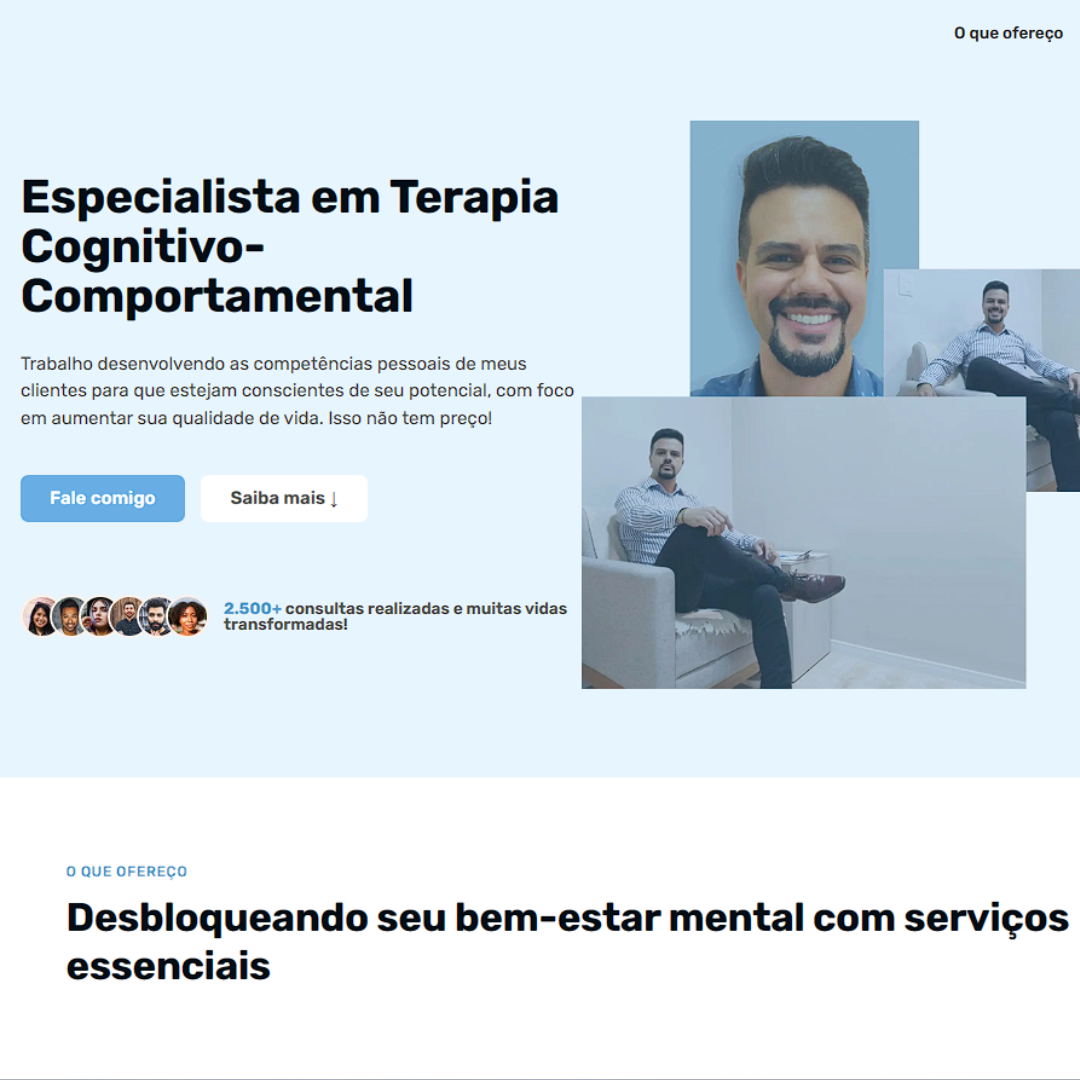 O que ofereço
Especialista em Terapia
Cognitivo-
Comportamental
Trabalho desenvolvendo as competências pessoais de meus
clientes para que estejam conscientes de seu potencial, com foco
em aumentar sua qualidade de vida. Isso não tem preço!
Fale comigo
Saiba mais ↓
2.500+ consultas realizadas e muitas vidas
transformadas!
O QUE OFEREÇO
Desbloqueando seu bem-estar mental com serviços
essenciais